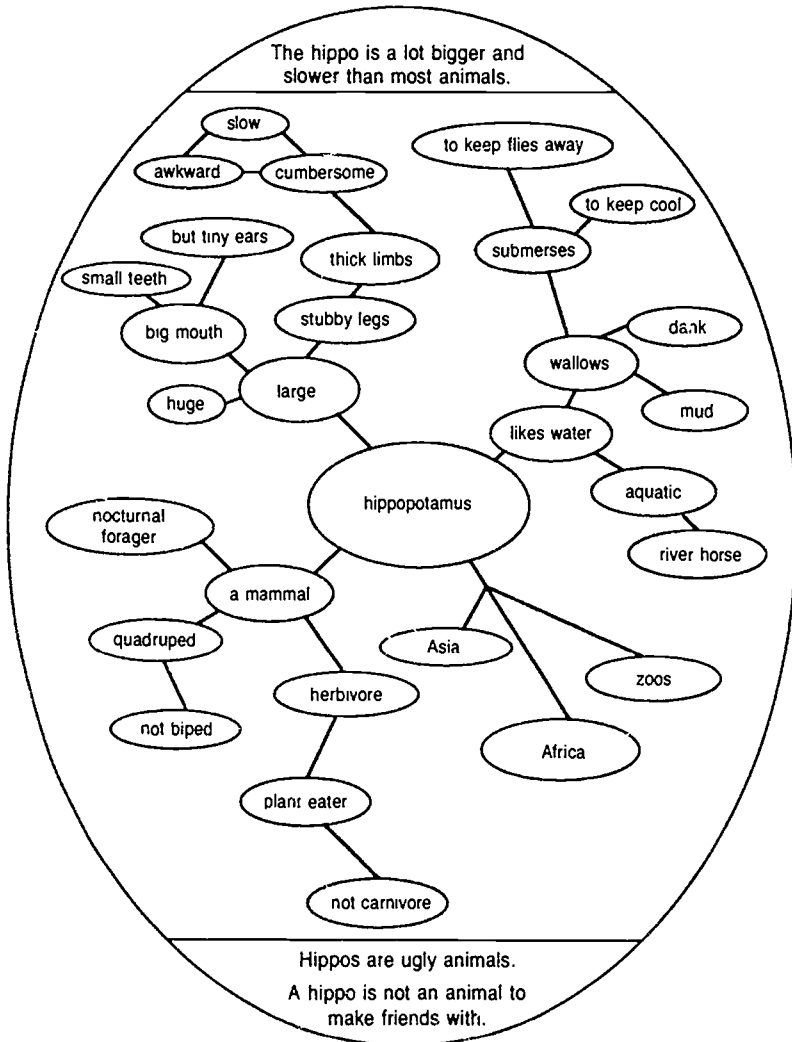 The hippo is a lot bigger and
slower than most animals.
slow
awkward
cumbersome
to keep flies away
to keep cool
but tiny ears
thick limbs
submerses
small teeth
stubby legs
big mouth
dank
wallows
large
huge
mud
likes water
hippopotamus
aquatic
nocturnal
forager
river horse
a mammal
quadruped
Asia
zoos
herbivore
not biped
Africa
plant eater
not carnivore
Hippos are ugly animals.
A hippo is not an animal to
make friends with.